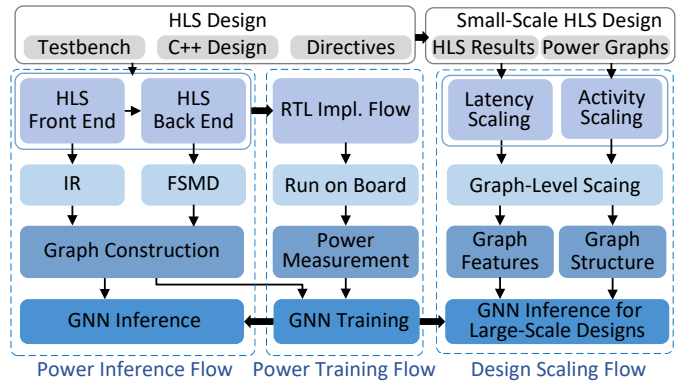 HLS Design
Testbench
C++ Design
Directives
Small-Scale HLS Design
HLS Results
Power Graphs
HLS
Front End
HLS
Back End
RTL Impl. Flow
Latency
Scaling
Activity
Scaling
IR
FSMD
Run on Board
Graph-Level Scaing
Graph Construction
Power
Measurement
Graph
Features
Graph
Structure
GNN Inference
GNN Training
GNN Inference for
Large-Scale Designs
Power Inference Flow
Power Training Flow
Design Scaling Flow